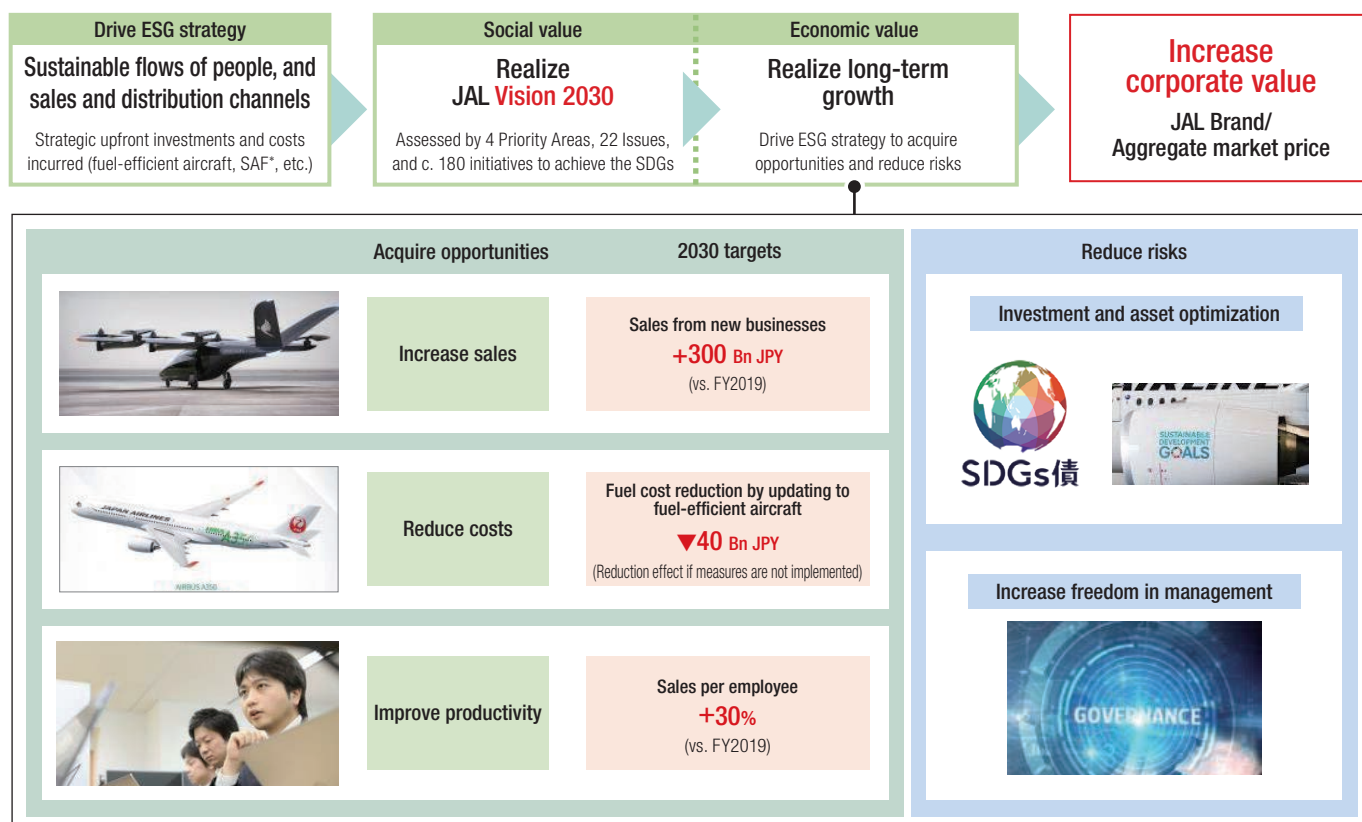 Drive ESG strategy
Sustainable flows of people, and
sales and distribution channels
Strategic upfront investments and costs
incurred (fuel-efficient aircraft, SAF*, etc.)
Social value
Realize
JAL Vision 2030
Assessed by 4 Priority Areas, 22 Issues,
and c. 180 initiatives to achieve the SDGs
Economic value
Realize long-term
growth
Drive ESG strategy to acquire
opportunities and reduce risks
Increase
corporate value
JAL Brand/
Aggregate market price
Acquire opportunities
2030 targets
Increase sales
Sales from new businesses
+300 Bn JPY
(vs. FY2019)
JAPAN AIRLINES
A350
AIRBUS A350
Reduce costs
Fuel cost reduction by updating to
fuel-efficient aircraft
▼40 Bn JPY
(Reduction effect if measures are not implemented)
Improve productivity
Sales per employee
+30%
(vs. FY2019)
Reduce risks
Investment and asset optimization
SDGs債
SUSTAINABLE
DEVELOPMENT
GOALS
Increase freedom in management
GOVERNANCE